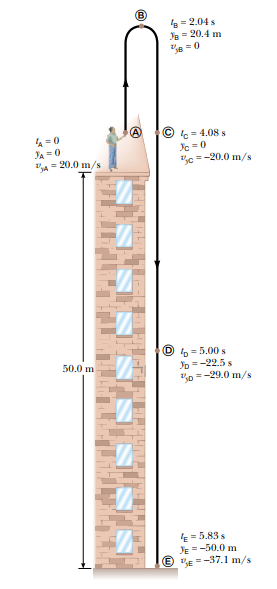 Ⓑ
t_B = 2.04 s
y_B = 20.4 m
v_yB = 0
Ⓐ
t_A = 0
y_A = 0
v_yA = 20.0 m/s
Ⓒ
t_C = 4.08 s
y_C = 0
v_yC = −20.0 m/s
50.0 m
Ⓓ
t_D = 5.00 s
y_D = −22.5 s
v_yD = −29.0 m/s
Ⓔ
t_E = 5.83 s
y_E = −50.0 m
v_yE = −37.1 m/s